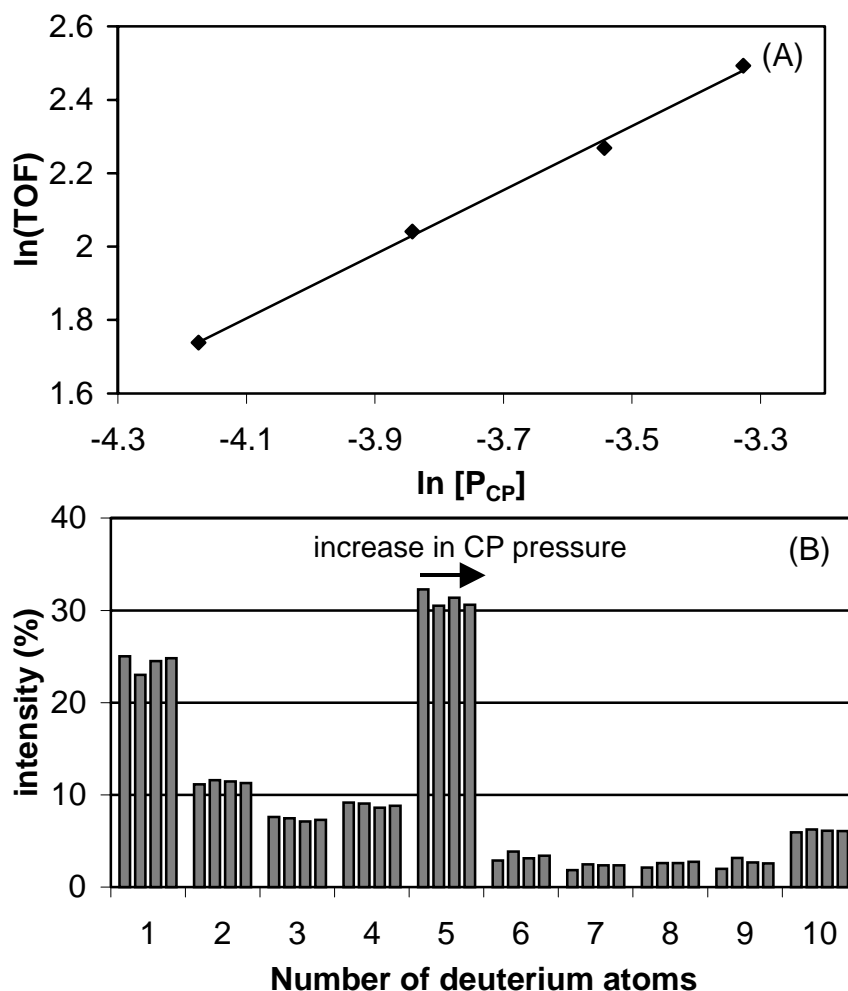 (A)
ln(TOF)
2.6
2.4
2.2
2
1.8
1.6
-4.3 -4.1 -3.9 -3.7 -3.5 -3.3
ln [P_CP]
(B)
increase in CP pressure
intensity (%)
40
30
20
10
0
1 2 3 4 5 6 7 8 9 10
Number of deuterium atoms